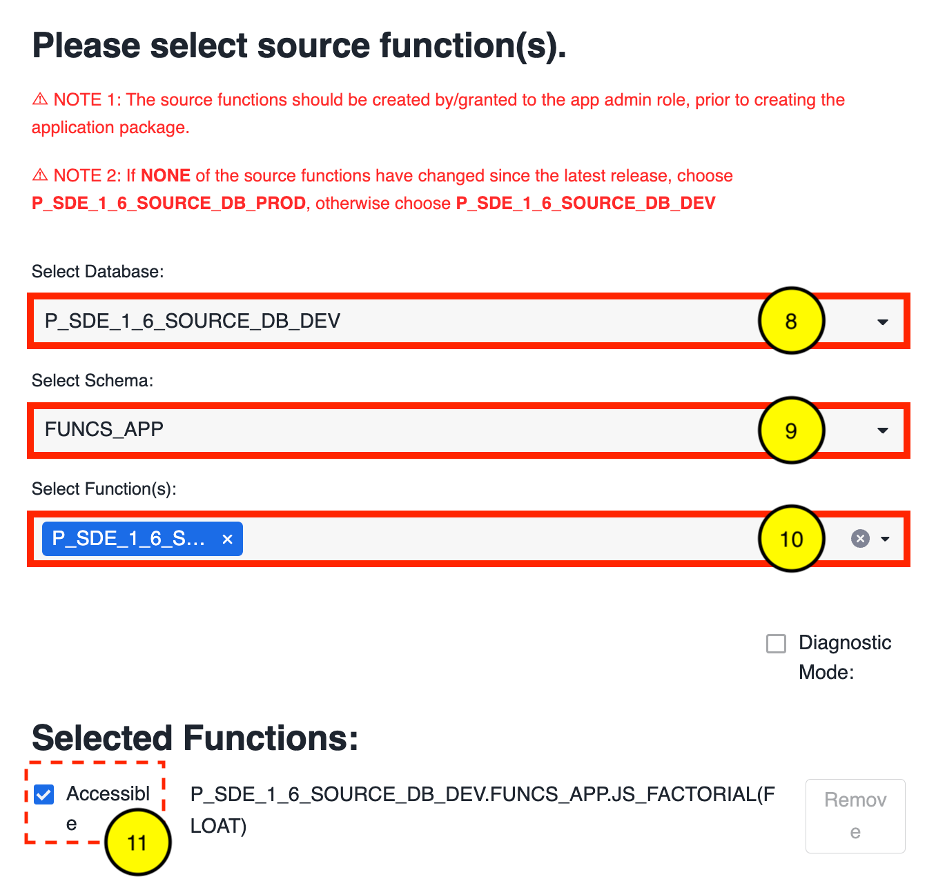 Please select source function(s).
⚠ NOTE 1: The source functions should be created by/granted to the app admin role, prior to creating the
application package.
⚠ NOTE 2: If NONE of the source functions have changed since the latest release, choose
P_SDE_1_6_SOURCE_DB_PROD, otherwise choose P_SDE_1_6_SOURCE_DB_DEV
Select Database:
P_SDE_1_6_SOURCE_DB_DEV
8
Select Schema:
FUNCS_APP
9
Select Function(s):
P_SDE_1_6_S... ×
10
Diagnostic
Mode:
Selected Functions:
Accessibl
e
11
P_SDE_1_6_SOURCE_DB_DEV.FUNCS_APP.JS_FACTORIAL(F
LOAT)
Remov
e